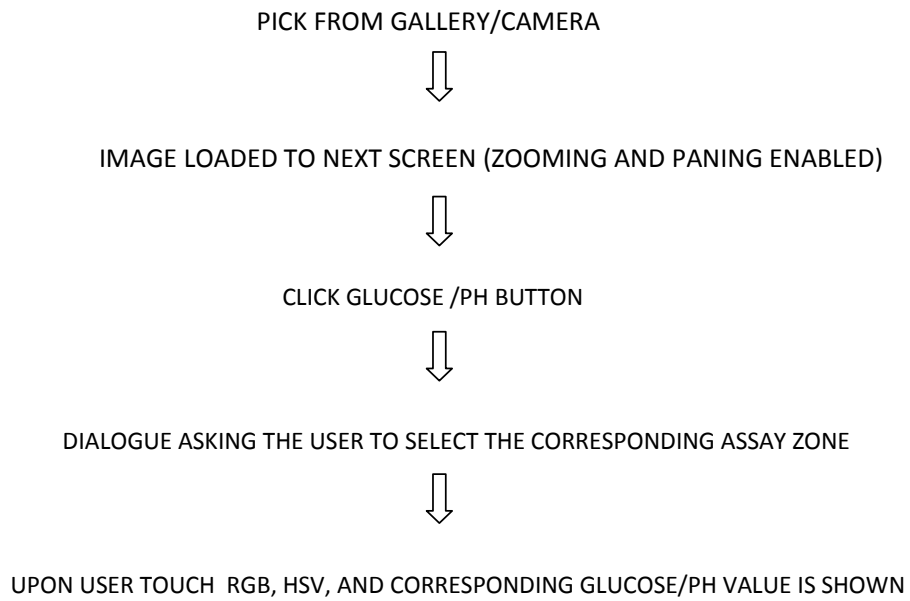 PICK FROM GALLERY/CAMERA
IMAGE LOADED TO NEXT SCREEN (ZOOMING AND PANING ENABLED)
CLICK GLUCOSE /PH BUTTON
DIALOGUE ASKING THE USER TO SELECT THE CORRESPONDING ASSAY ZONE
UPON USER TOUCH  RGB, HSV, AND CORRESPONDING GLUCOSE/PH VALUE IS SHOWN